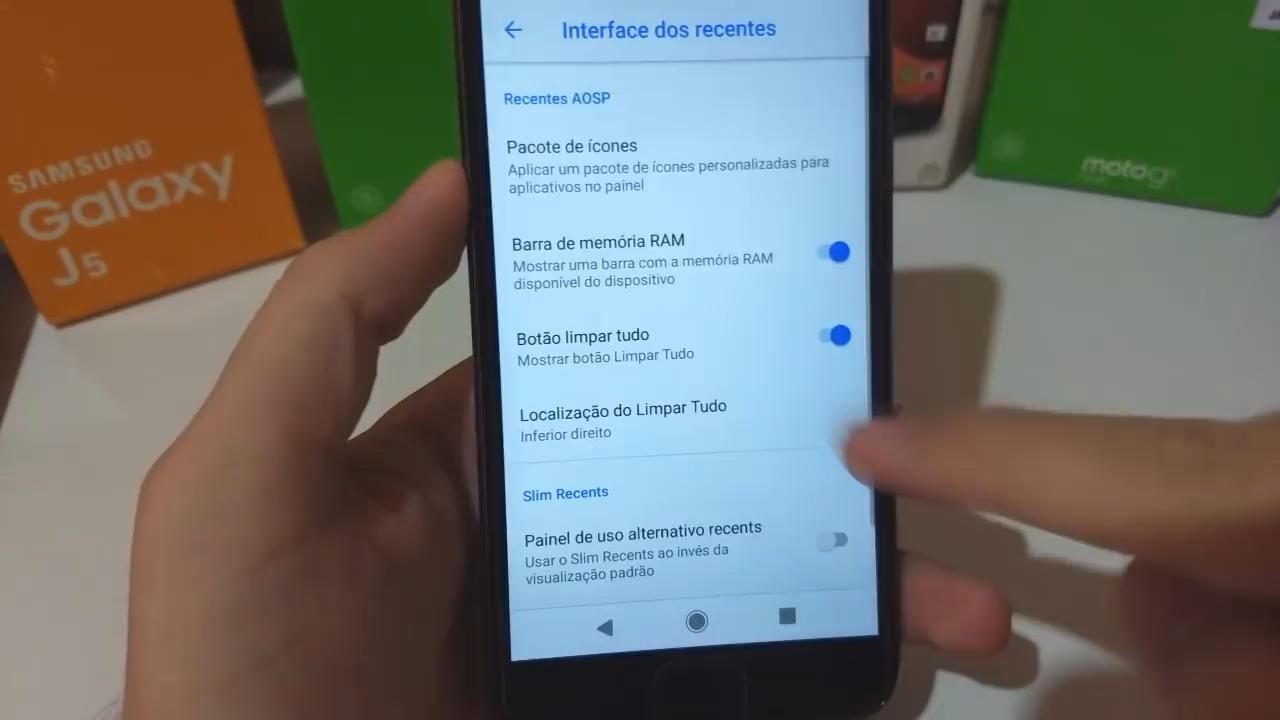 Interface dos recentes
Recentes AOSP
Pacote de ícones
Aplicar um pacote de ícones personalizadas para
aplicativos no painel
Barra de memória RAM
Mostrar uma barra com a memória RAM
disponível do dispositivo
Botão limpar tudo
Mostrar botão Limpar Tudo
Localização do Limpar Tudo
Inferior direito
Slim Recents
Painel de uso alternativo recents
Usar o Slim Recents ao invés da
visualização padrão
SAMSUNG
Galaxy
J5
moto g